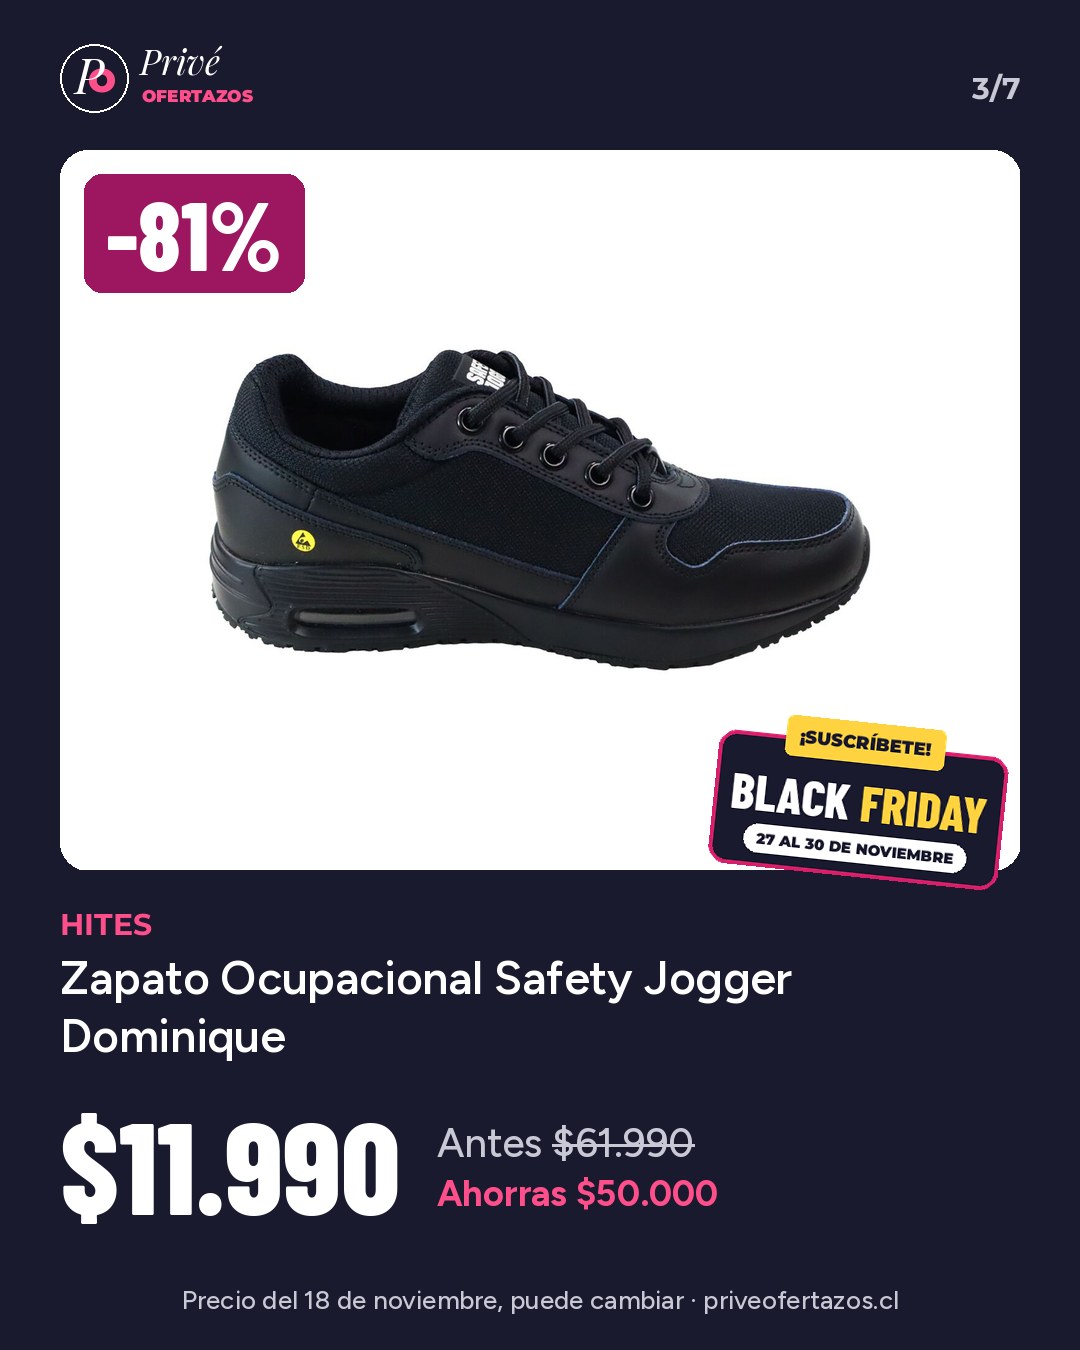 Privé
OFERTAZOS
3/7
-81%
¡SUSCRÍBETE!
BLACK FRIDAY
27 AL 30 DE NOVIEMBRE
HITES
Zapato Ocupacional Safety Jogger
Dominique
$11.990
Antes $61.990
Ahorras $50.000
Precio del 18 de noviembre, puede cambiar · priveofertazos.cl